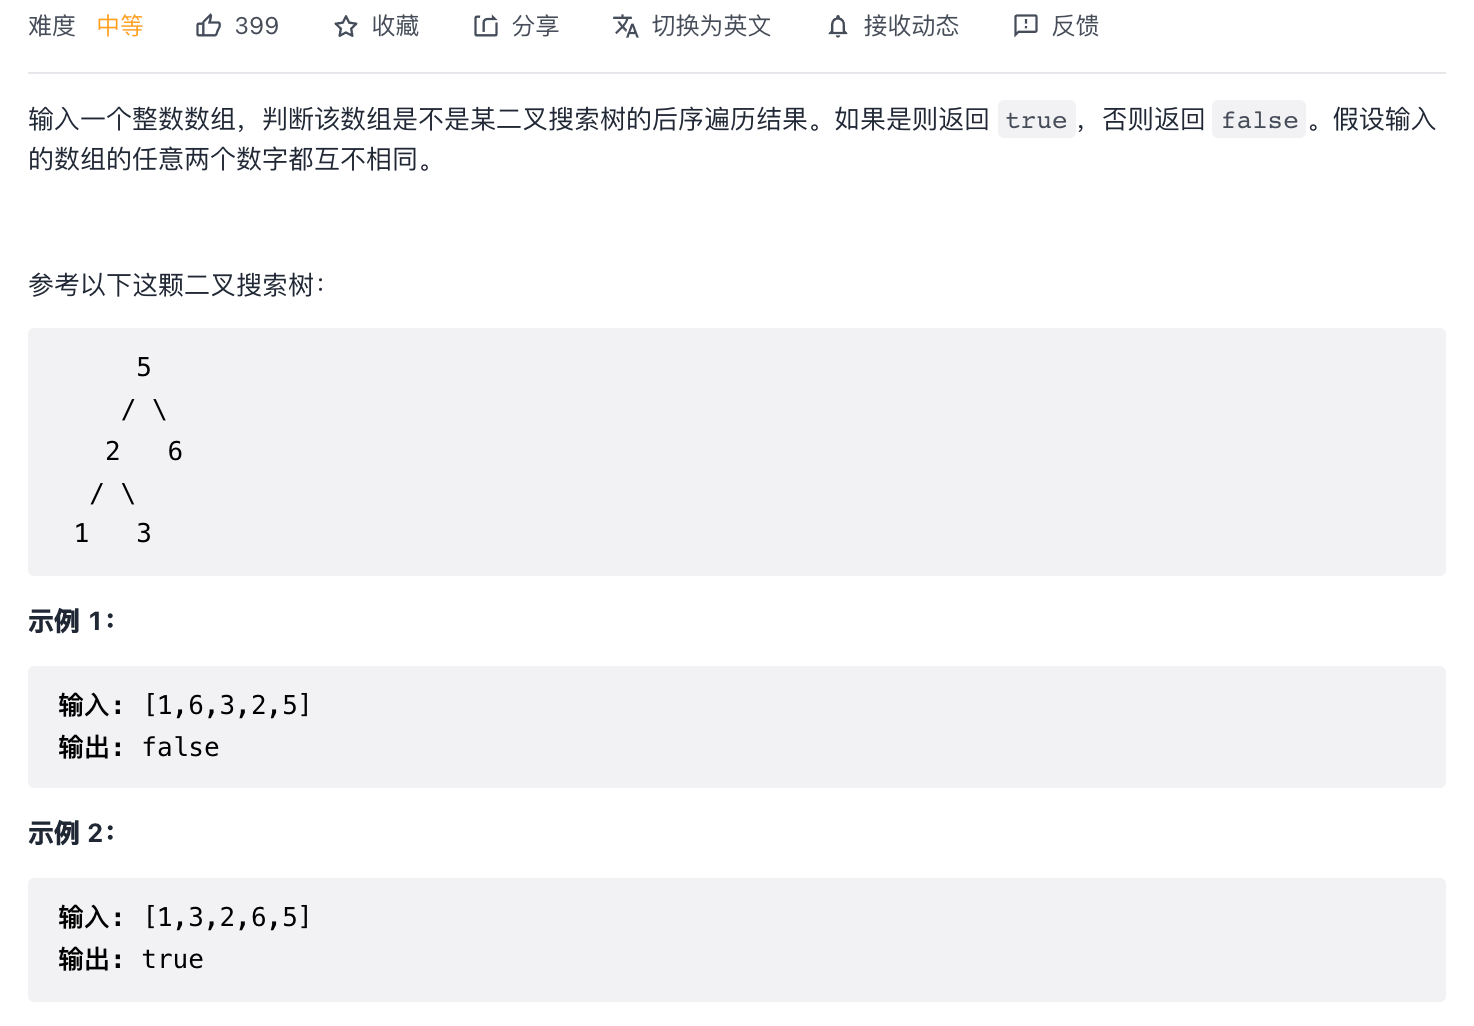 难度 中等 399 收藏 分享 切换为英文 接收动态 反馈
输入一个整数数组，判断该数组是不是某二叉搜索树的后序遍历结果。如果是则返回 true，否则返回 false。假设输入
的数组的任意两个数字都互不相同。
参考以下这颗二叉搜索树：
5
/ \
2 6
/ \
1 3
示例 1：
输入: [1,6,3,2,5]
输出: false
示例 2：
输入: [1,3,2,6,5]
输出: true